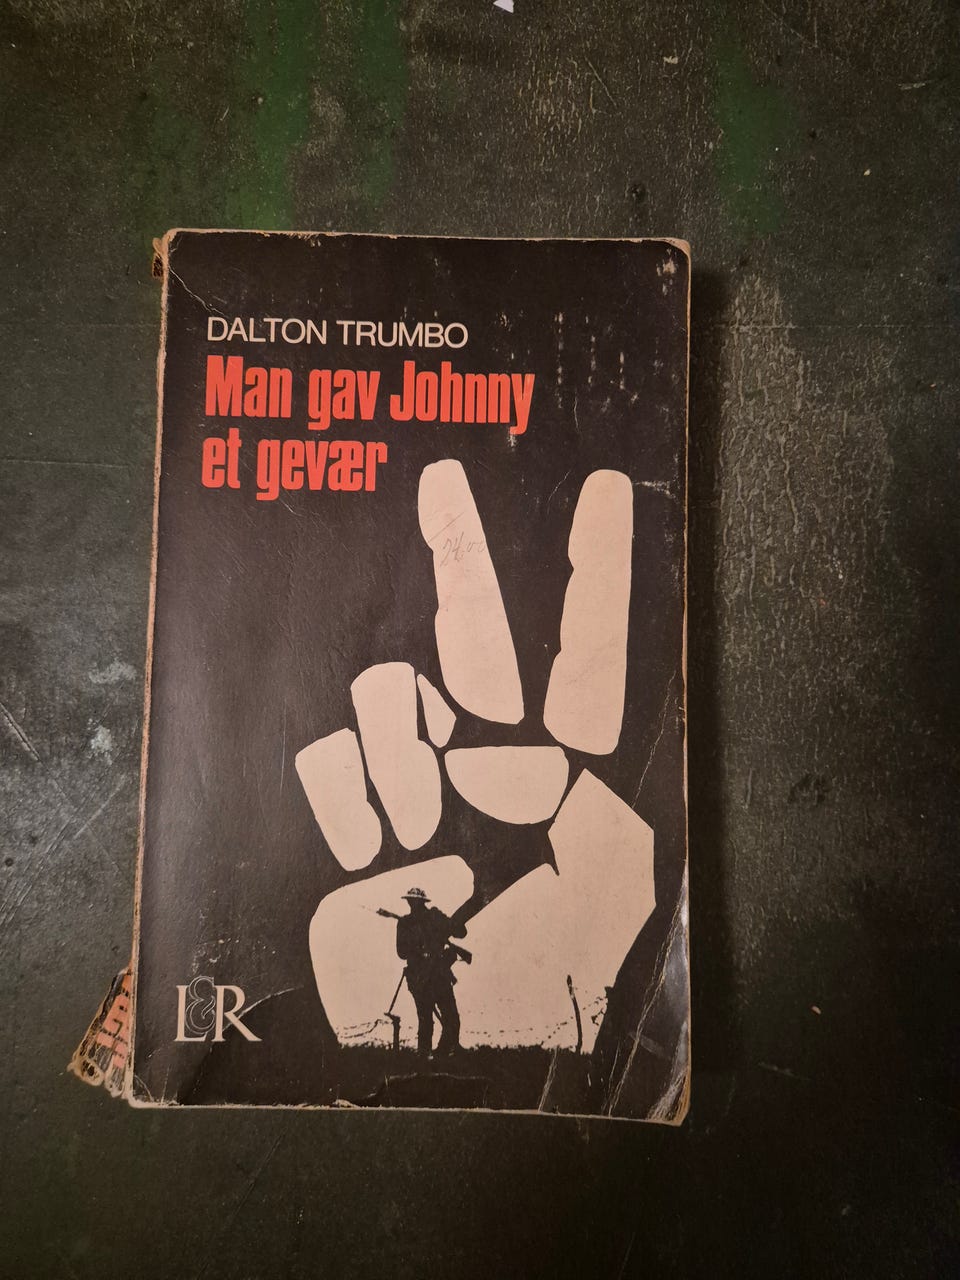 DALTON TRUMBO
Man gav Johnny
et gevær
L&R